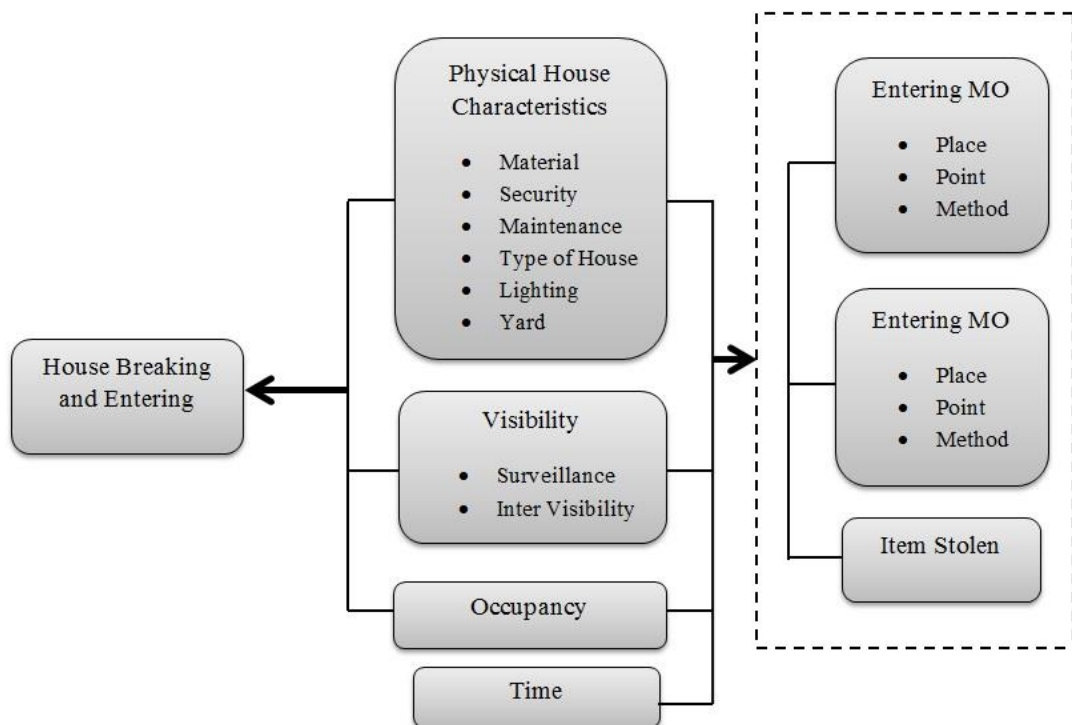 House Breaking
and Entering
Physical House
Characteristics
• Material
• Security
• Maintenance
• Type of House
• Lighting
• Yard
Visibility
• Surveillance
• Inter Visibility
Occupancy
Time
Entering MO
• Place
• Point
• Method
Entering MO
• Place
• Point
• Method
Item Stolen